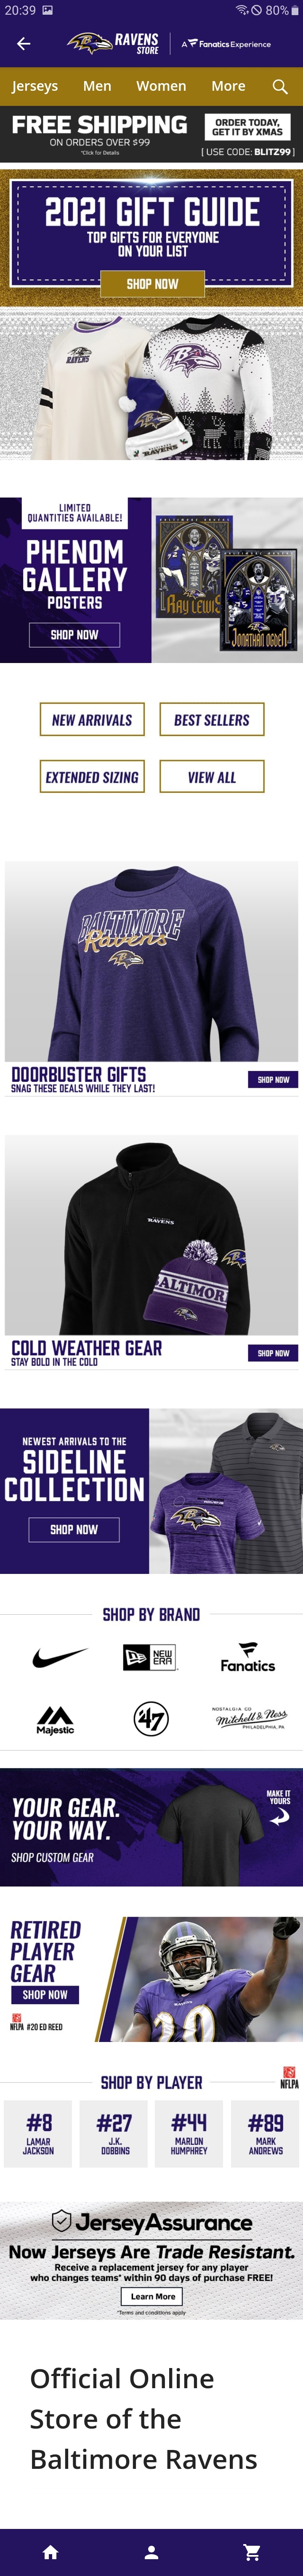 20:39 80%
RAVENS
STORE
A Fanatics Experience
Jerseys Men Women More
FREE SHIPPING
ON ORDERS OVER $99
*Click for Details
ORDER TODAY,
GET IT BY XMAS
[ USE CODE: BLITZ99 ]
2021 GIFT GUIDE
TOP GIFTS FOR EVERYONE
ON YOUR LIST
SHOP NOW
RAVENS
RAVENS
LIMITED
QUANTITIES AVAILABLE!
PHENOM
GALLERY
POSTERS
SHOP NOW
RAY LEWIS
JONATHAN OGDEN
NEW ARRIVALS BEST SELLERS
EXTENDED SIZING VIEW ALL
BALTIMORE
Ravens
DOORBUSTER GIFTS
SNAG THESE DEALS WHILE THEY LAST!
SHOP NOW
RAVENS
ALTIMOR
COLD WEATHER GEAR
STAY BOLD IN THE COLD
SHOP NOW
NEWEST ARRIVALS TO THE
SIDELINE
COLLECTION
SHOP NOW
SHOP BY BRAND
NEW
ERA
Fanatics
Majestic
47
NOSTALGIA CO.
Mitchell & Ness
PHILADELPHIA, PA
YOUR GEAR.
YOUR WAY.
SHOP CUSTOM GEAR
MAKE IT
YOURS
RETIRED
PLAYER
GEAR
SHOP NOW
NFLPA #20 ED REED
RAVENS
20
SHOP BY PLAYER
NFLPA
#8
LAMAR
JACKSON
#27
J.K.
DOBBINS
#44
MARLON
HUMPHREY
#89
MARK
ANDREWS
JerseyAssurance
Now Jerseys Are Trade Resistant.
Receive a replacement jersey for any player
who changes teams* within 90 days of purchase FREE!
Learn More
*Terms and conditions apply
Official Online
Store of the
Baltimore Ravens